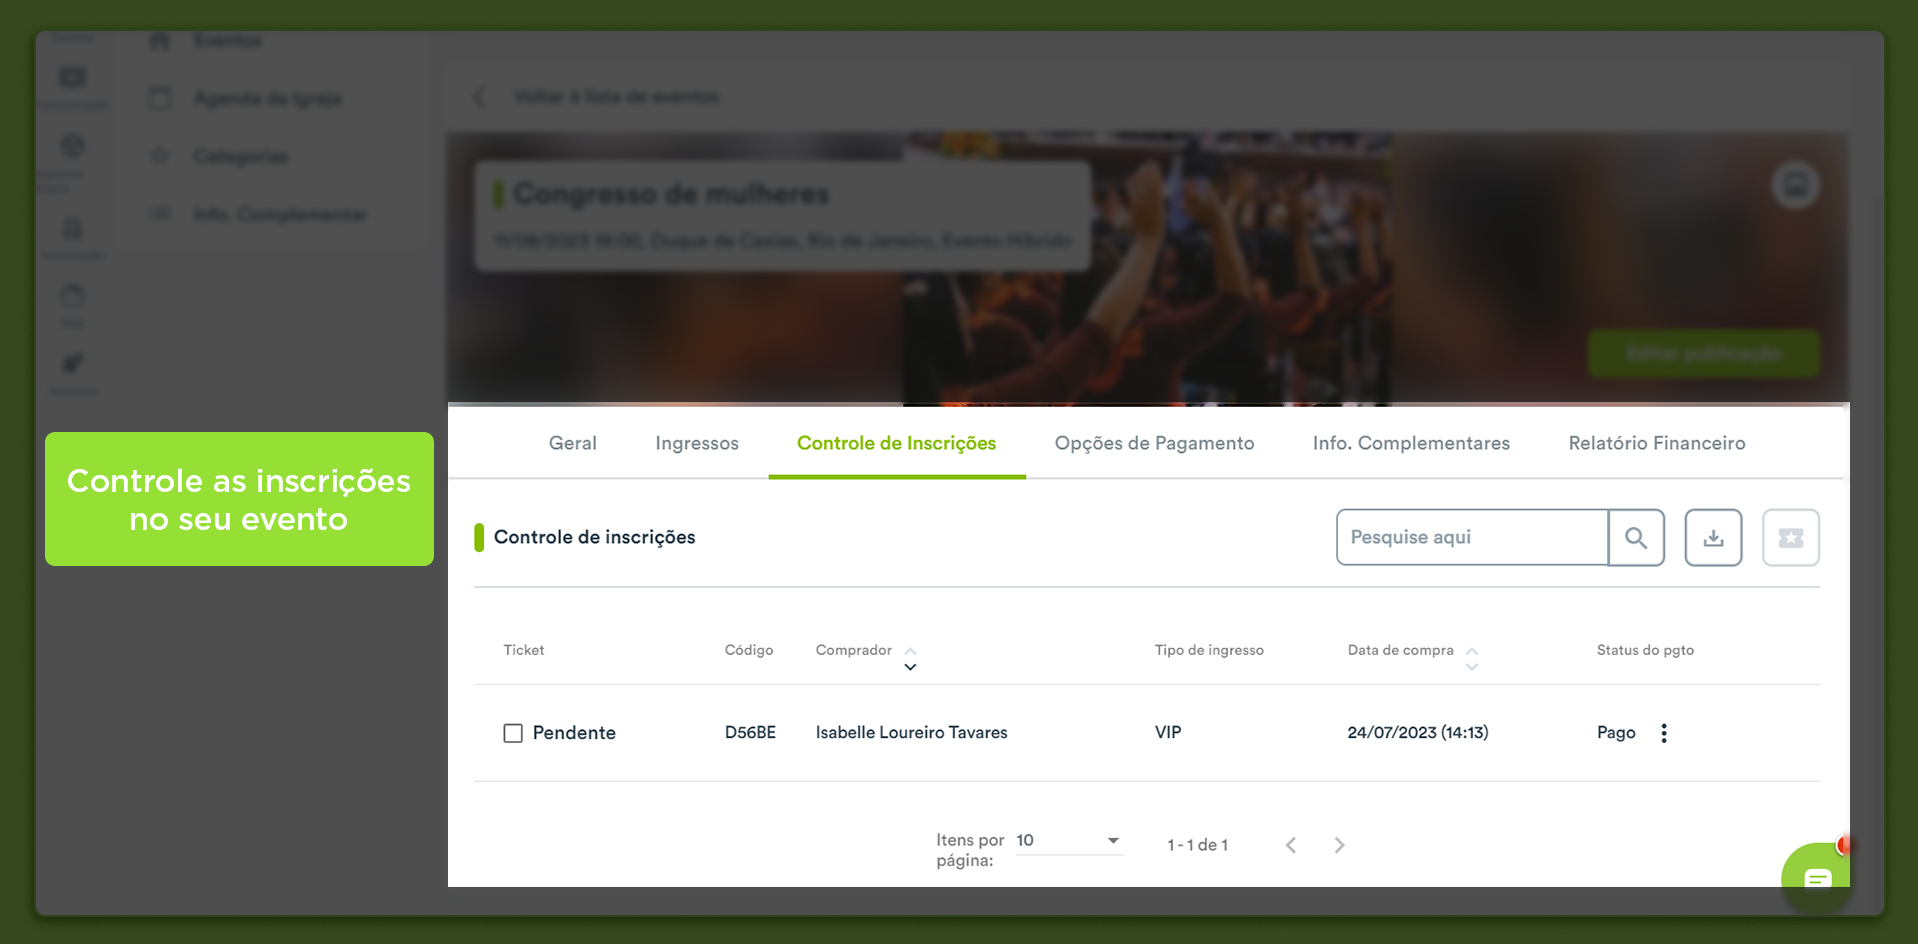 Eventos
Agenda da Igreja
Categorias
Info. Complementar
Voltar à lista de eventos
Congresso de mulheres
11/08/2023 19:00, Duque de Caxias, Rio de Janeiro, Evento Híbrido
Editar publicação
Controle as inscrições
no seu evento
Geral
Ingressos
Controle de Inscrições
Opções de Pagamento
Info. Complementares
Relatório Financeiro
Controle de inscrições
Pesquise aqui
Ticket
Código
Comprador
Tipo de ingresso
Data de compra
Status do pgto
Pendente
D56BE
Isabelle Loureiro Tavares
VIP
24/07/2023 (14:13)
Pago
Itens por
página:
10
1 - 1 de 1